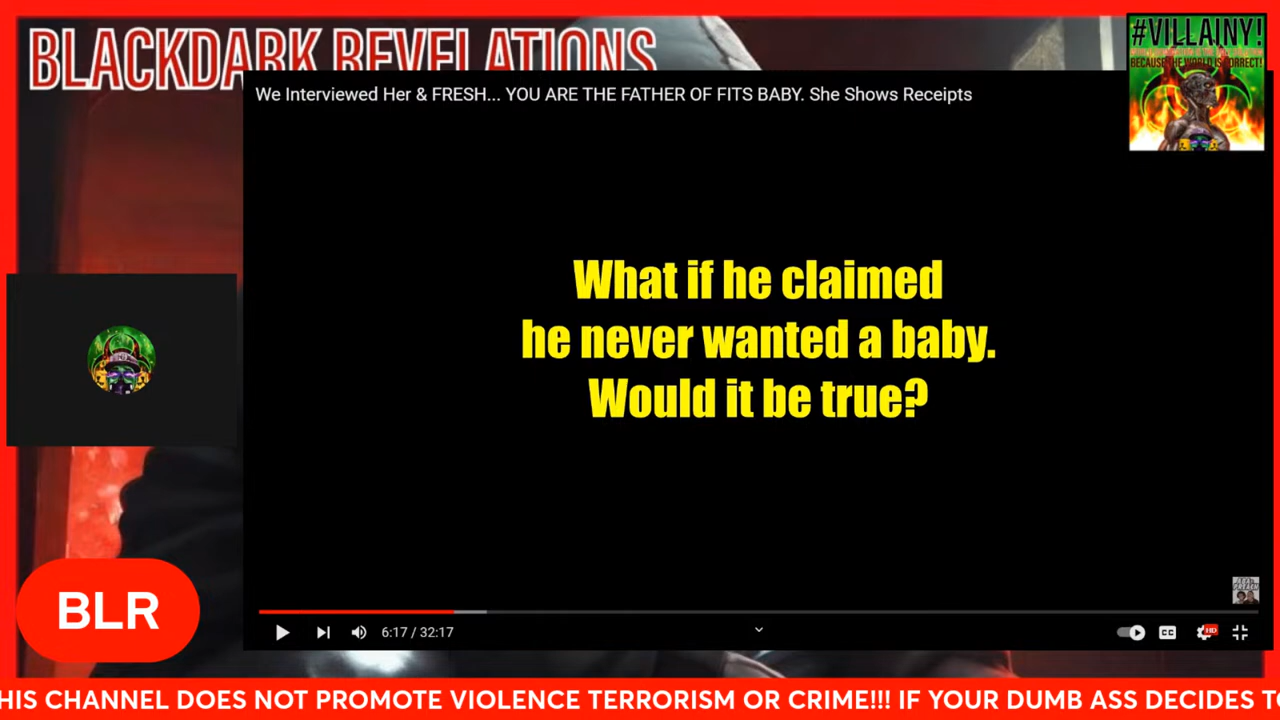 BLACKDARK REVELATIONS
#VILLAINY!
BECAUSE THE WORLD IS CORRECT!
We Interviewed Her & FRESH... YOU ARE THE FATHER OF FITS BABY. She Shows Receipts
What if he claimed
he never wanted a baby.
Would it be true?
BLR
6:17 / 32:17
CC
HD
HIS CHANNEL DOES NOT PROMOTE VIOLENCE TERRORISM OR CRIME!!! IF YOUR DUMB ASS DECIDES TO